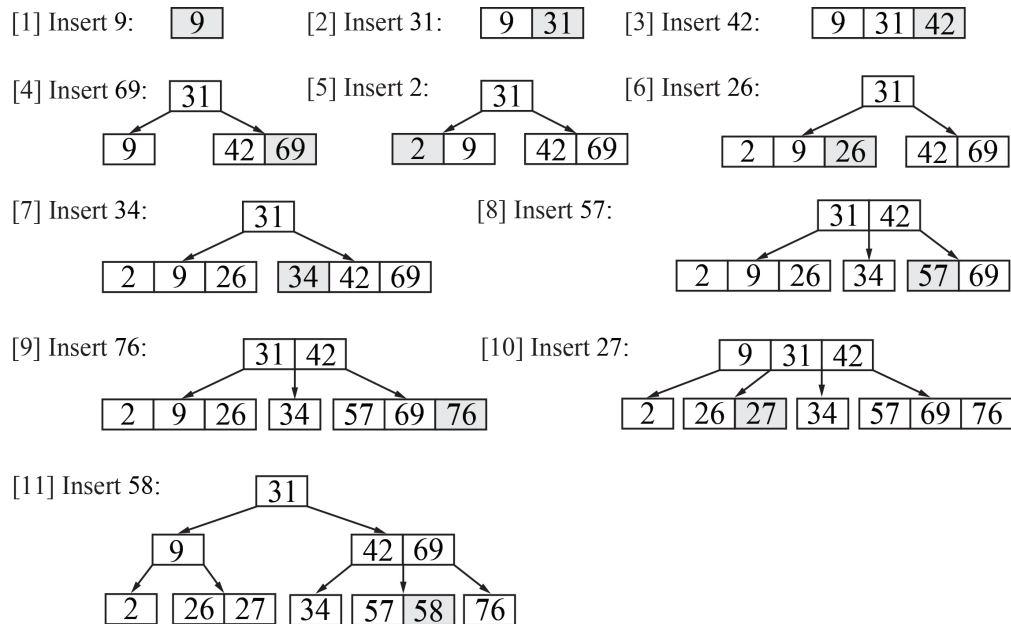 [1] Insert 9: 9 [2] Insert 31: 9 31 [3] Insert 42: 9 31 42
[4] Insert 69: 31 [5] Insert 2: 31 [6] Insert 26: 31
9 42 69 2 9 42 69 2 9 26 42 69
[7] Insert 34: 31 [8] Insert 57: 31 42
2 9 26 34 42 69 2 9 26 34 57 69
[9] Insert 76: 31 42 [10] Insert 27: 9 31 42
2 9 26 34 57 69 76 2 26 27 34 57 69 76
[11] Insert 58: 31
9 42 69
2 26 27 34 57 58 76